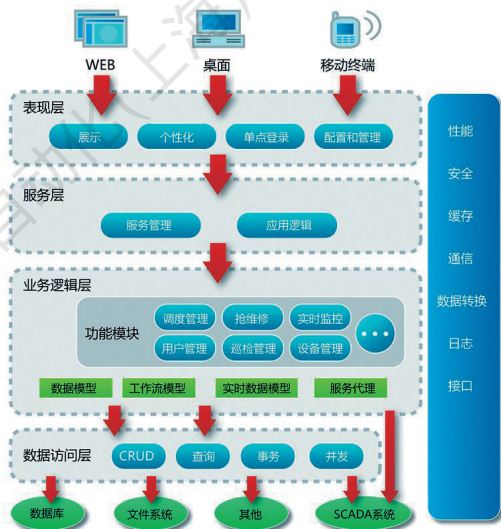 WEB
桌面
移动终端
表现层
展示
个性化
单点登录
配置和管理
服务层
服务管理
应用逻辑
业务逻辑层
功能模块
调度管理
抢维修
实时监控
用户管理
巡检管理
设备管理
数据模型
工作流模型
实时数据模型
服务代理
数据访问层
CRUD
查询
事务
并发
数据库
文件系统
其他
SCADA系统
性能
安全
缓存
通信
数据转换
日志
接口